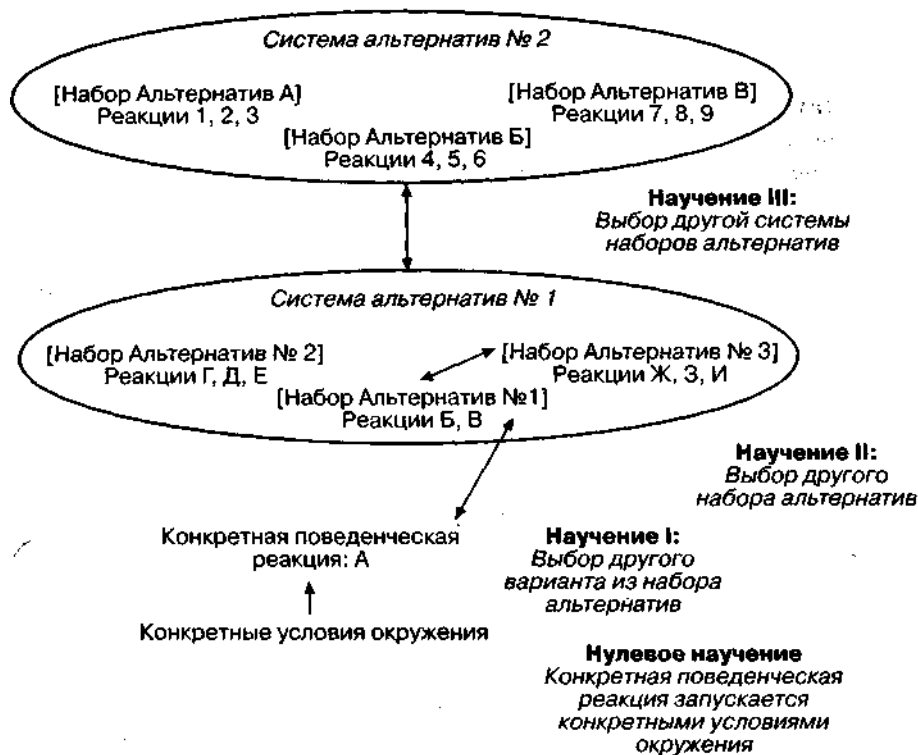 Система альтернатив № 2
[Набор Альтернатив А]
Реакции 1, 2, 3
[Набор Альтернатив В]
Реакции 7, 8, 9
[Набор Альтернатив Б]
Реакции 4, 5, 6
Научение III:
Выбор другой системы
наборов альтернатив
Система альтернатив № 1
[Набор Альтернатив № 2]
Реакции Г, Д, Е
[Набор Альтернатив № 3]
Реакции Ж, З, И
[Набор Альтернатив №1]
Реакции Б, В
Научение II:
Выбор другого
набора альтернатив
Конкретная поведенческая
реакция: А
Научение I:
Выбор другого
варианта из набора
альтернатив
Конкретные условия окружения
Нулевое научение
Конкретная поведенческая
реакция запускается
конкретными условиями
окружения